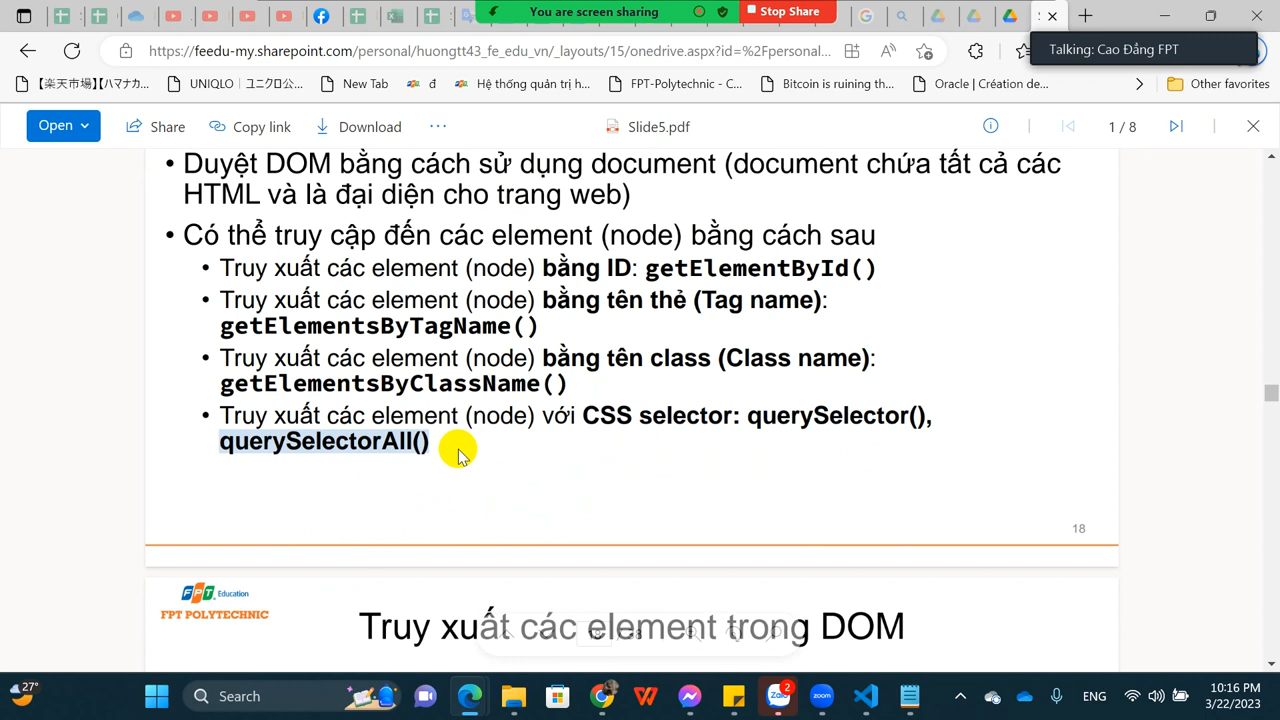 You are screen sharing
Stop Share
https://feedu-my.sharepoint.com/personal/huongtt43_fe_edu_vn/_layouts/15/onedrive.aspx?id=%2Fpersonal...
Talking: Cao Đẳng FPT
【楽天市場】【ハマナカ...
UNIQLO｜ユニクロ公...
New Tab
đ
Hệ thống quản trị h...
FPT-Polytechnic - C...
Bitcoin is ruining th...
Oracle | Création de...
Other favorites
Open
Share
Copy link
Download
Slide5.pdf
1 / 8
• Duyệt DOM bằng cách sử dụng document (document chứa tất cả các
HTML và là đại diện cho trang web)
• Có thể truy cập đến các element (node) bằng cách sau
• Truy xuất các element (node) bằng ID: getElementById()
• Truy xuất các element (node) bằng tên thẻ (Tag name):
getElementsByTagName()
• Truy xuất các element (node) bằng tên class (Class name):
getElementsByClassName()
• Truy xuất các element (node) với CSS selector: querySelector(),
querySelectorAll()
18
FPT Education
FPT POLYTECHNIC
Truy xuất các element trong DOM
27°
Search
2
ENG
10:16 PM
3/22/2023